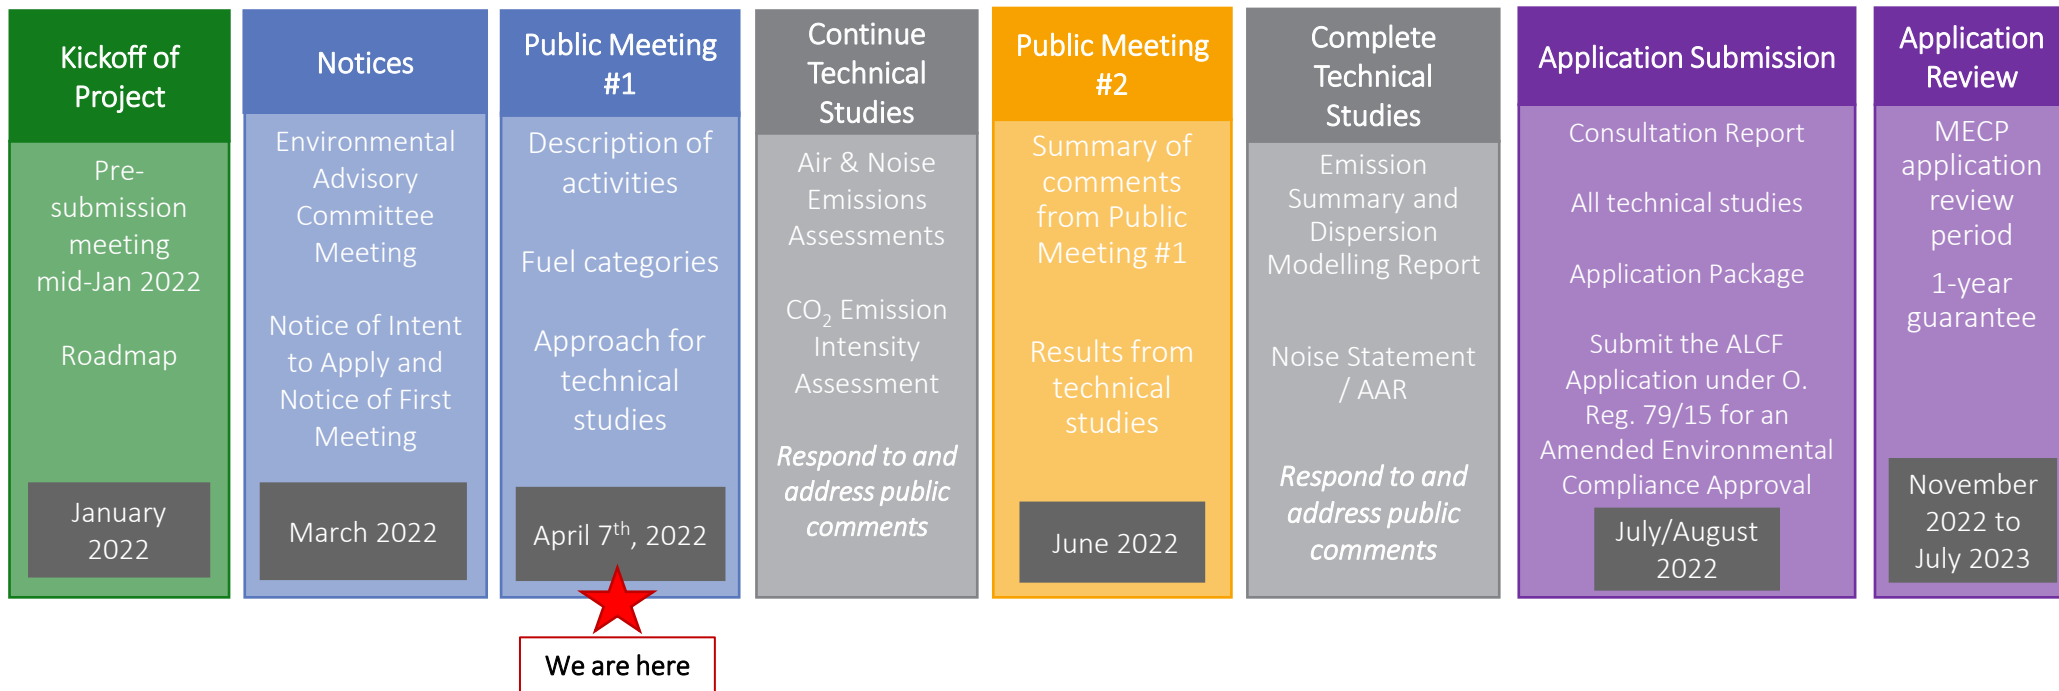 Kickoff of
Project
Pre-
submission
meeting
mid-Jan 2022
Roadmap
January
2022
Notices
Environmental
Advisory
Committee
Meeting
Notice of Intent
to Apply and
Notice of First
Meeting
March 2022
Public Meeting
#1
Description of
activities
Fuel categories
Approach for
technical
studies
April 7th, 2022
We are here
Continue
Technical
Studies
Air & Noise
Emissions
Assessments
CO2 Emission
Intensity
Assessment
Respond to and
address public
comments
Public Meeting
#2
Summary of
comments
from Public
Meeting #1
Results from
technical
studies
June 2022
Complete
Technical
Studies
Emission
Summary and
Dispersion
Modelling Report
Noise Statement
/ AAR
Respond to and
address public
comments
Application Submission
Consultation Report
All technical studies
Application Package
Submit the ALCF
Application under O.
Reg. 79/15 for an
Amended Environmental
Compliance Approval
July/August
2022
Application
Review
MECP
application
review
period
1-year
guarantee
November
2022 to
July 2023